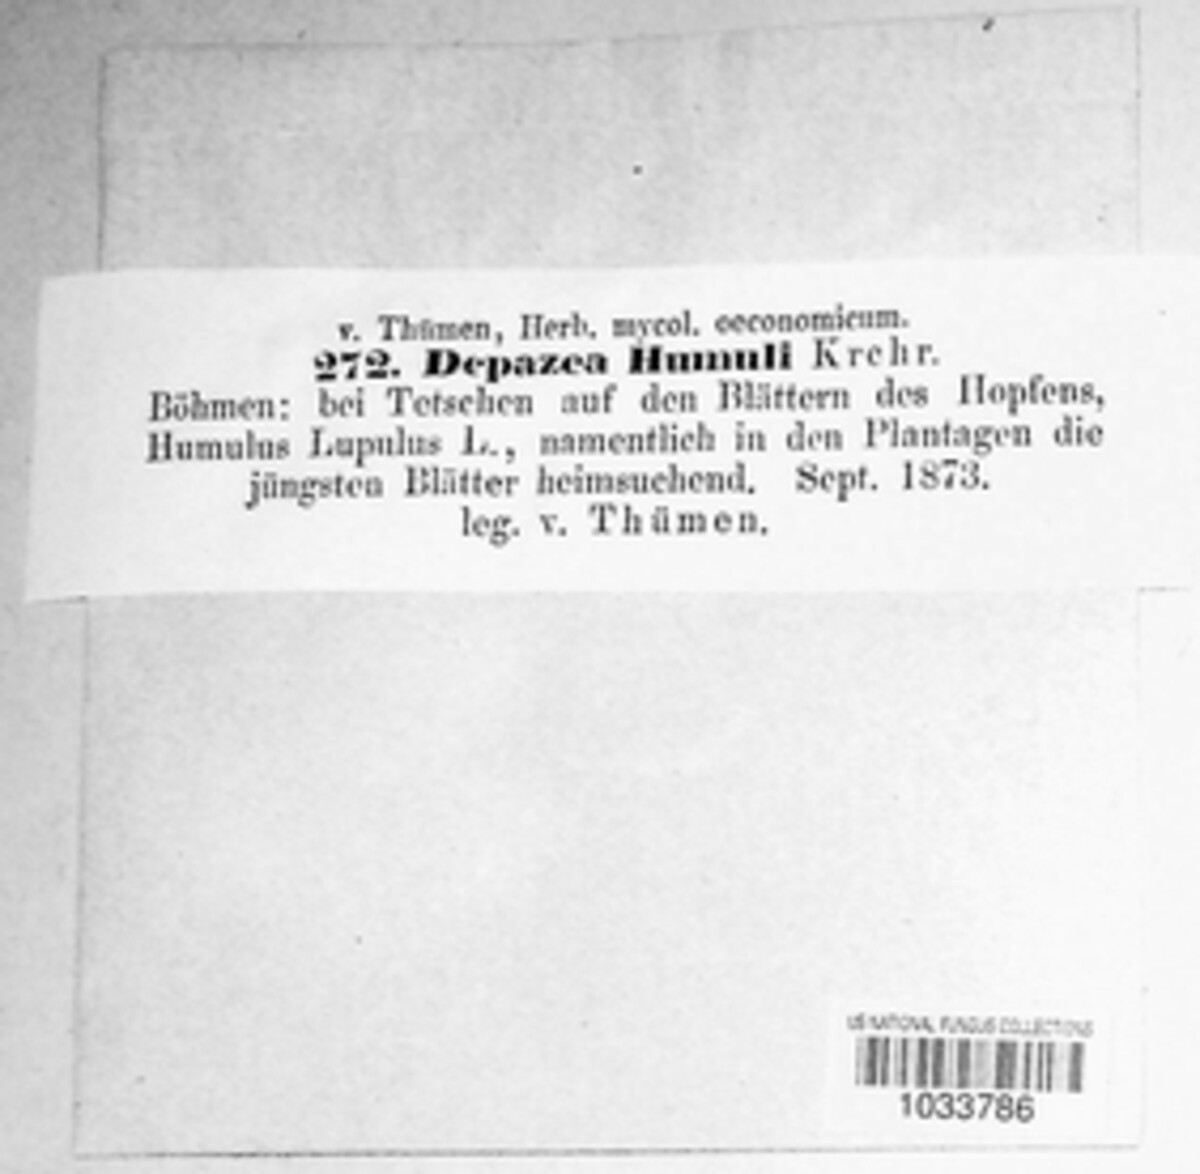 v. Thümen, Herb. mycol. oeconomicum.
272. Depazea Humuli Krchr.
Böhmen: bei Tetschen auf den Blättern des Hopfens,
Humulus Lupulus L., namentlich in den Plantagen die
jüngsten Blätter heimsuchend. Sept. 1873.
leg. v. Thümen.
US NATIONAL FUNGUS COLLECTIONS
1033786